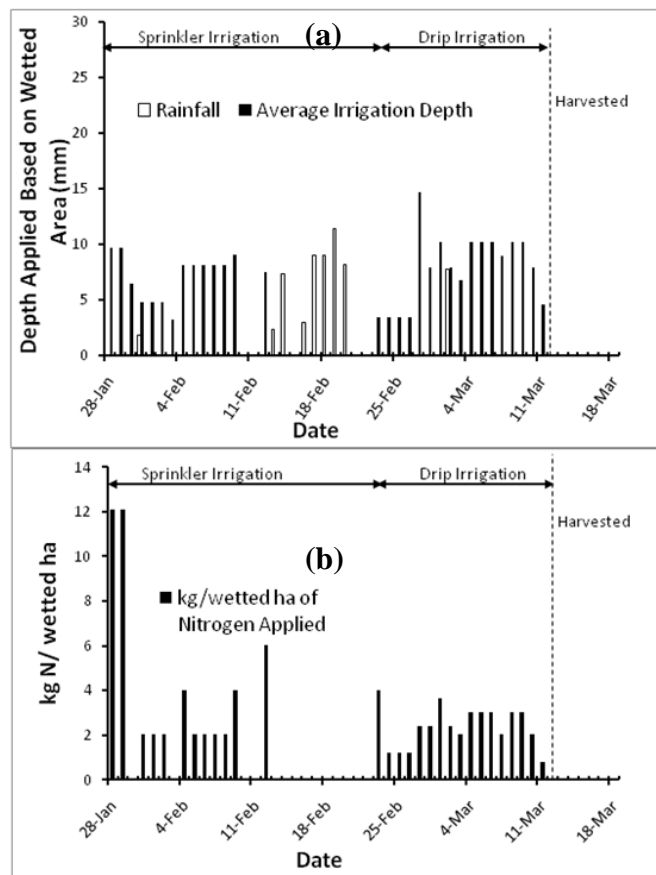 (a)
Sprinkler Irrigation
Drip Irrigation
Harvested
Rainfall
Average Irrigation Depth
Depth Applied Based on Wetted
Area (mm)
30
25
20
15
10
5
0
28-Jan
4-Feb
11-Feb
18-Feb
25-Feb
4-Mar
11-Mar
18-Mar
Date
Sprinkler Irrigation
Drip Irrigation
Harvested
(b)
kg/wetted ha of
Nitrogen Applied
kg N/ wetted ha
14
12
10
8
6
4
2
0
28-Jan
4-Feb
11-Feb
18-Feb
25-Feb
4-Mar
11-Mar
18-Mar
Date